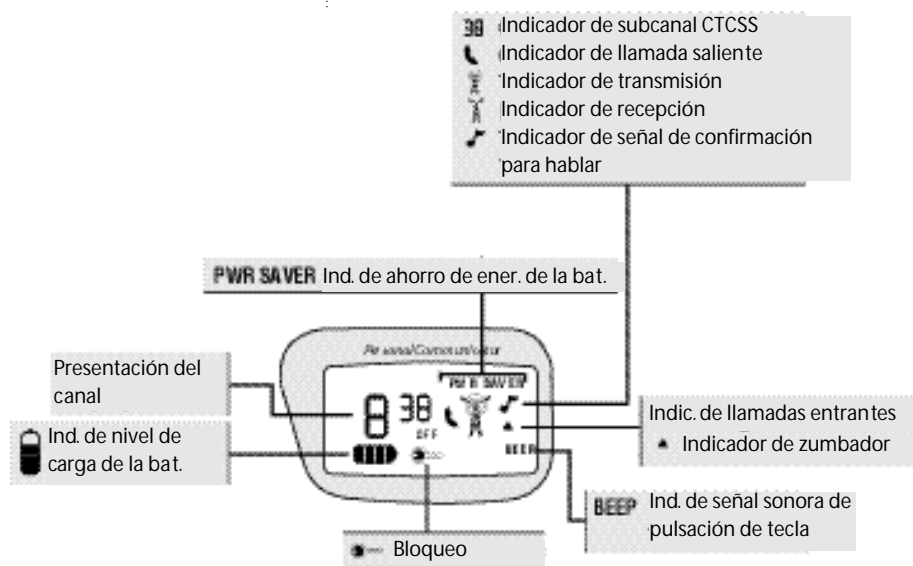 38 Indicador de subcanal CTCSS
Indicador de llamada saliente
Indicador de transmisión
Indicador de recepción
Indicador de señal de confirmación
para hablar
PWR SAVER Ind. de ahorro de ener. de la bat.
Personal Communicator
PWR SAVER
Presentación del
canal
8 38
OFF
BEEP
Indic. de llamadas entrantes
Indicador de zumbador
Ind. de nivel de
carga de la bat.
BEEP Ind. de señal sonora de
pulsación de tecla
Bloqueo